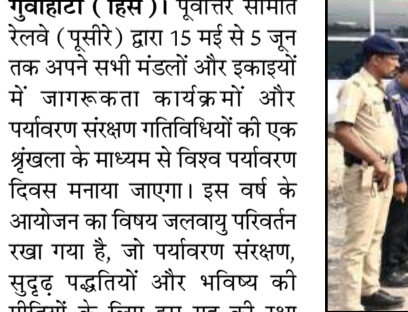 गुवाहाटी (हिंस)। पूर्वोत्तर सीमांत
रेलवे (पूसीरे) द्वारा 15 मई से 5 जून
तक अपने सभी मंडलों और इकाइयों
में जागरूकता कार्यक्रमों और
पर्यावरण संरक्षण गतिविधियों की एक
श्रृंखला के माध्यम से विश्व पर्यावरण
दिवस मनाया जाएगा। इस वर्ष के
आयोजन का विषय जलवायु परिवर्तन
रखा गया है, जो पर्यावरण संरक्षण,
सुदृढ़ पद्धतियों और भविष्य की